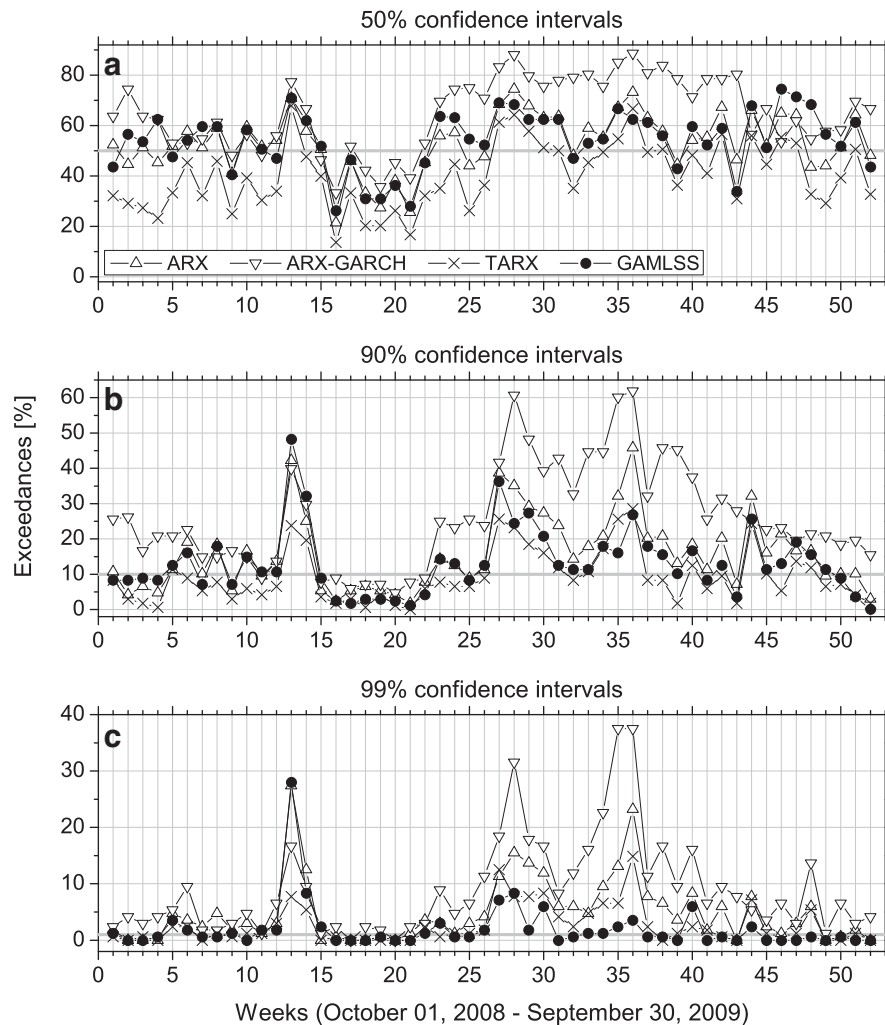 50% confidence intervals
a
80
60
40
20
0
ARX ARX-GARCH TARX GAMLSS
0 5 10 15 20 25 30 35 40 45 50
90% confidence intervals
b
60
50
40
30
20
10
0
0 5 10 15 20 25 30 35 40 45 50
Exceedances [%]
99% confidence intervals
c
40
30
20
10
0
0 5 10 15 20 25 30 35 40 45 50
Weeks (October 01, 2008 - September 30, 2009)